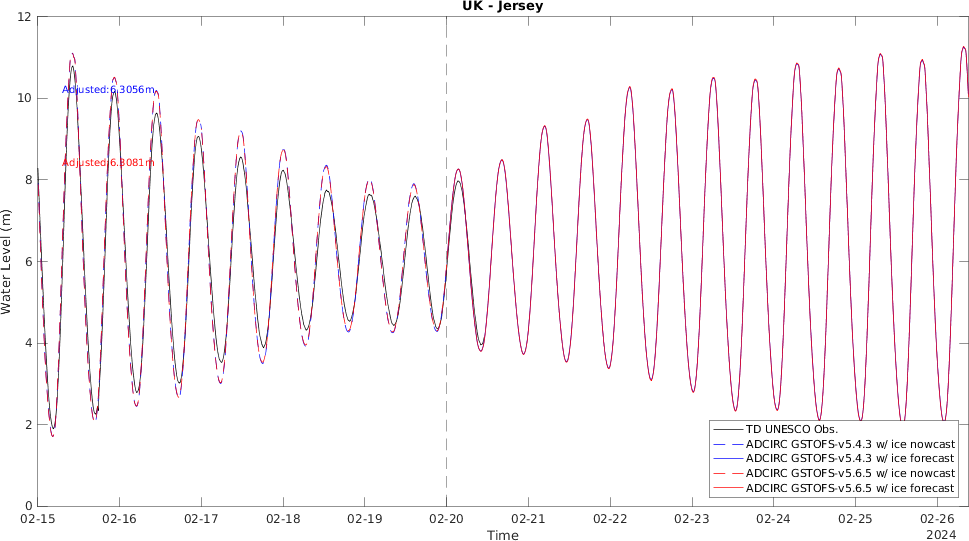 UK - Jersey
12
10
8
6
4
2
0
Water Level (m)
Adjusted:6.3056m
Adjusted:6.3081m
TD UNESCO Obs.
ADCIRC GSTOFS-v5.4.3 w/ ice nowcast
ADCIRC GSTOFS-v5.4.3 w/ ice forecast
ADCIRC GSTOFS-v5.6.5 w/ ice nowcast
ADCIRC GSTOFS-v5.6.5 w/ ice forecast
02-15 02-16 02-17 02-18 02-19 02-20 02-21 02-22 02-23 02-24 02-25 02-26
Time
2024